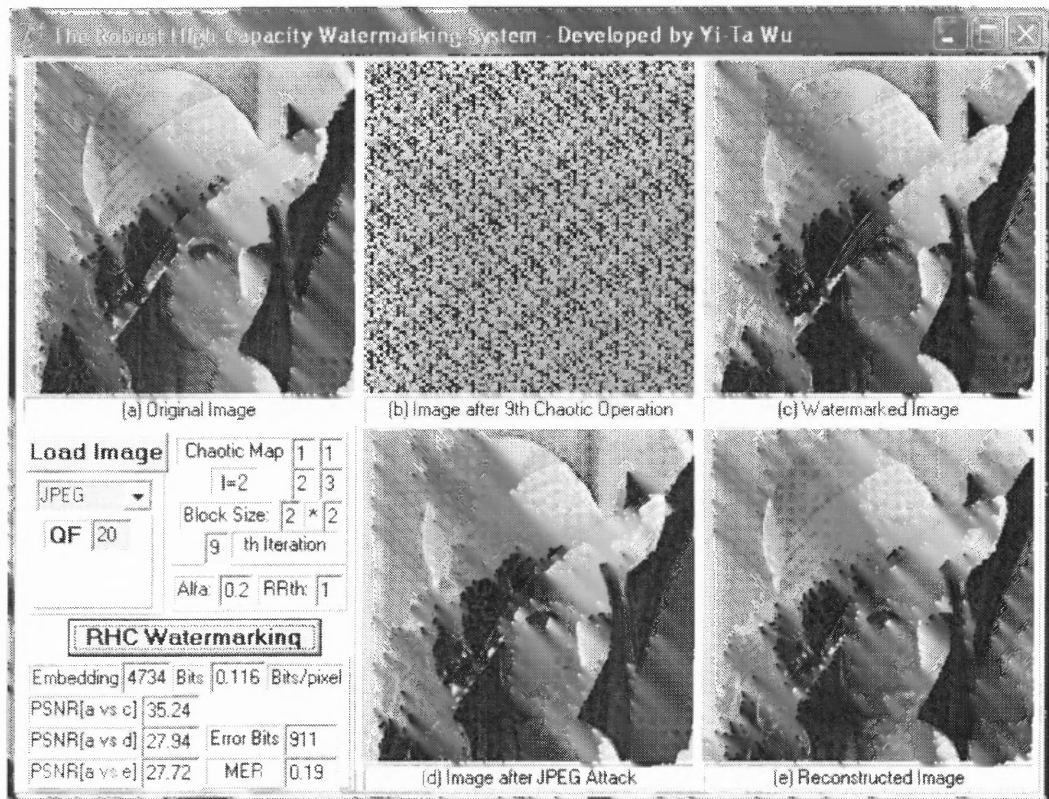 The Robust High Capacity Watermarking System - Developed by Yi-Ta Wu
(a) Original Image
(b) Image after 9th Chaotic Operation
(c) Watermarked Image
Load Image
JPEG
QF 20
Chaotic Map 1 1
l=2 2 3
Block Size: 2 * 2
9 th Iteration
Alfa: 0.2 RRth: 1
RHC Watermarking
Embedding 4734 Bits 0.116 Bits/pixel
PSNR[a vs c] 35.24
PSNR[a vs d] 27.94 Error Bits 911
PSNR[a vs e] 27.72 MER 0.19
(d) Image after JPEG Attack
(e) Reconstructed Image